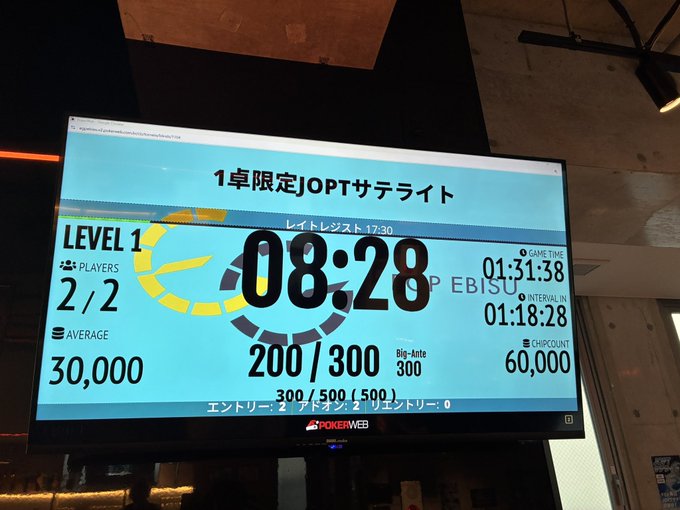 1卓限定JOPTサテライト
レイトレジスト 17:30
LEVEL 1
08:28
GAME TIME
01:31:38
PLAYERS
2 / 2
OP EBISU
INTERVAL IN
01:18:28
AVERAGE
30,000
200 / 300
Big-Ante
300
CHIPCOUNT
60,000
300 / 500 ( 500 )
エントリー: 2 アドオン: 2 リエントリー: 0
POKERWEB